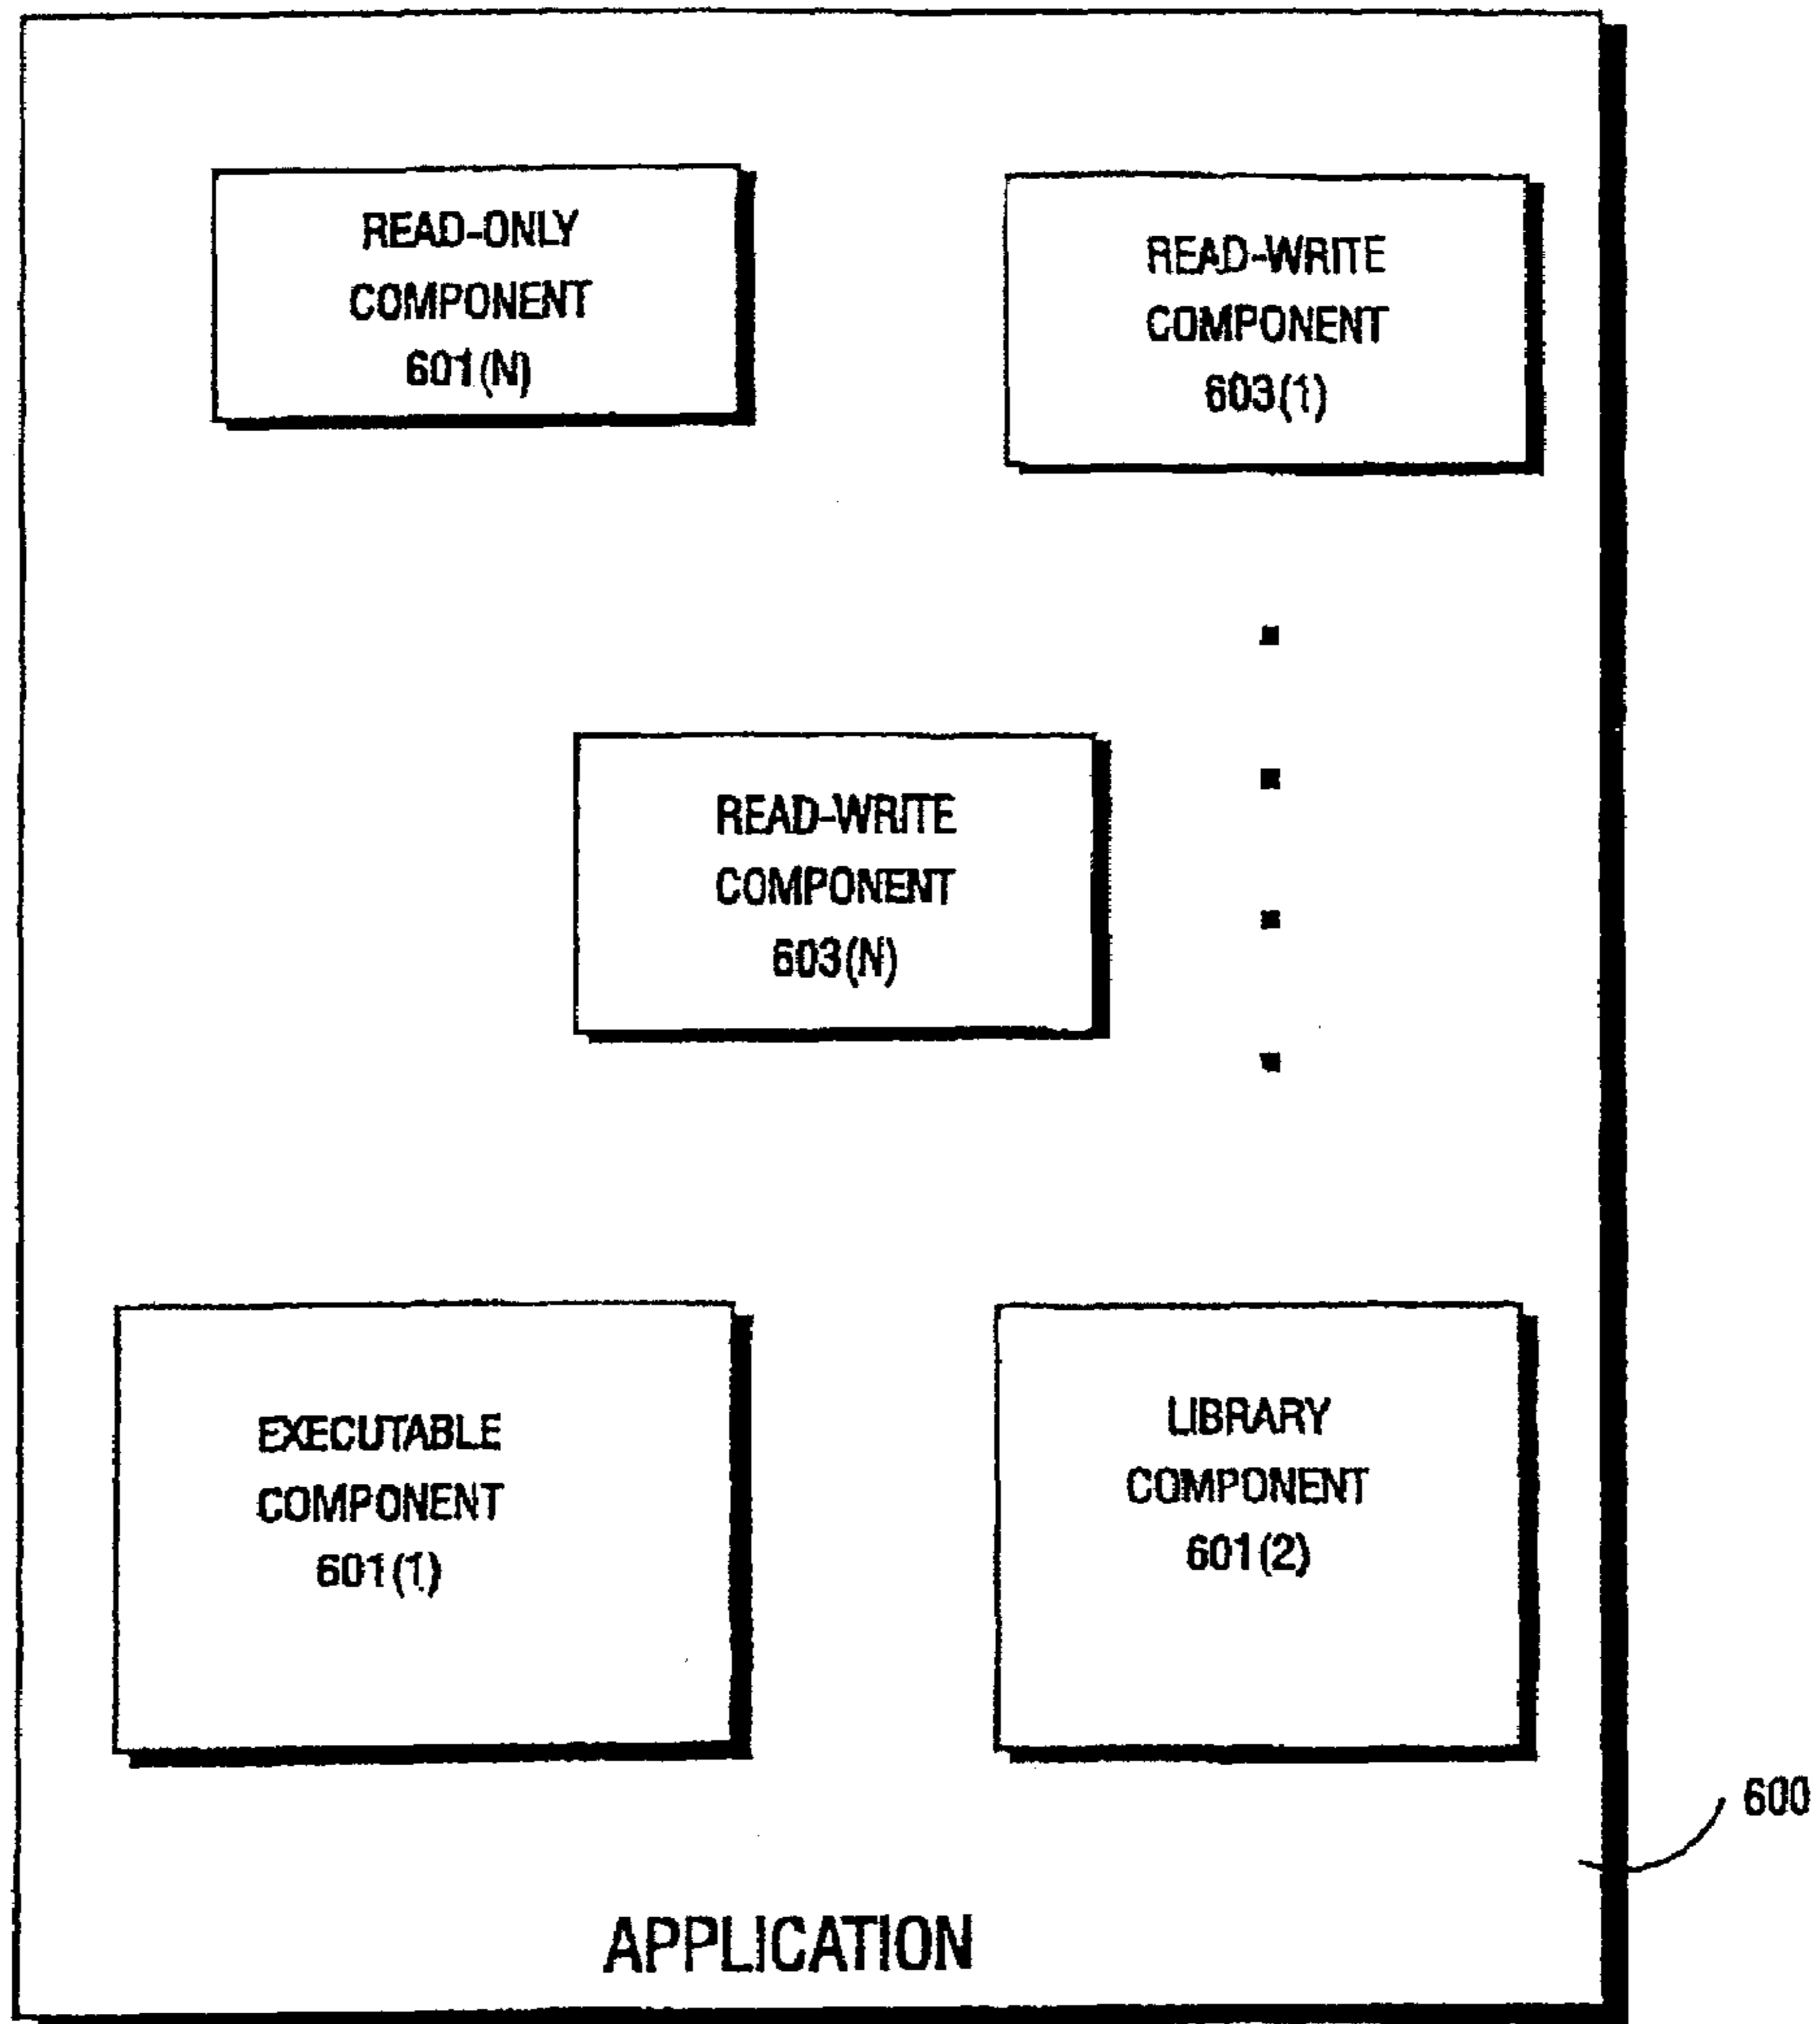 READ-ONLY
COMPONENT
601(N)
READ-WRITE
COMPONENT
603(1)
READ-WRITE
COMPONENT
603(N)
EXECUTABLE
COMPONENT
601(1)
LIBRARY
COMPONENT
601(2)
600
APPLICATION